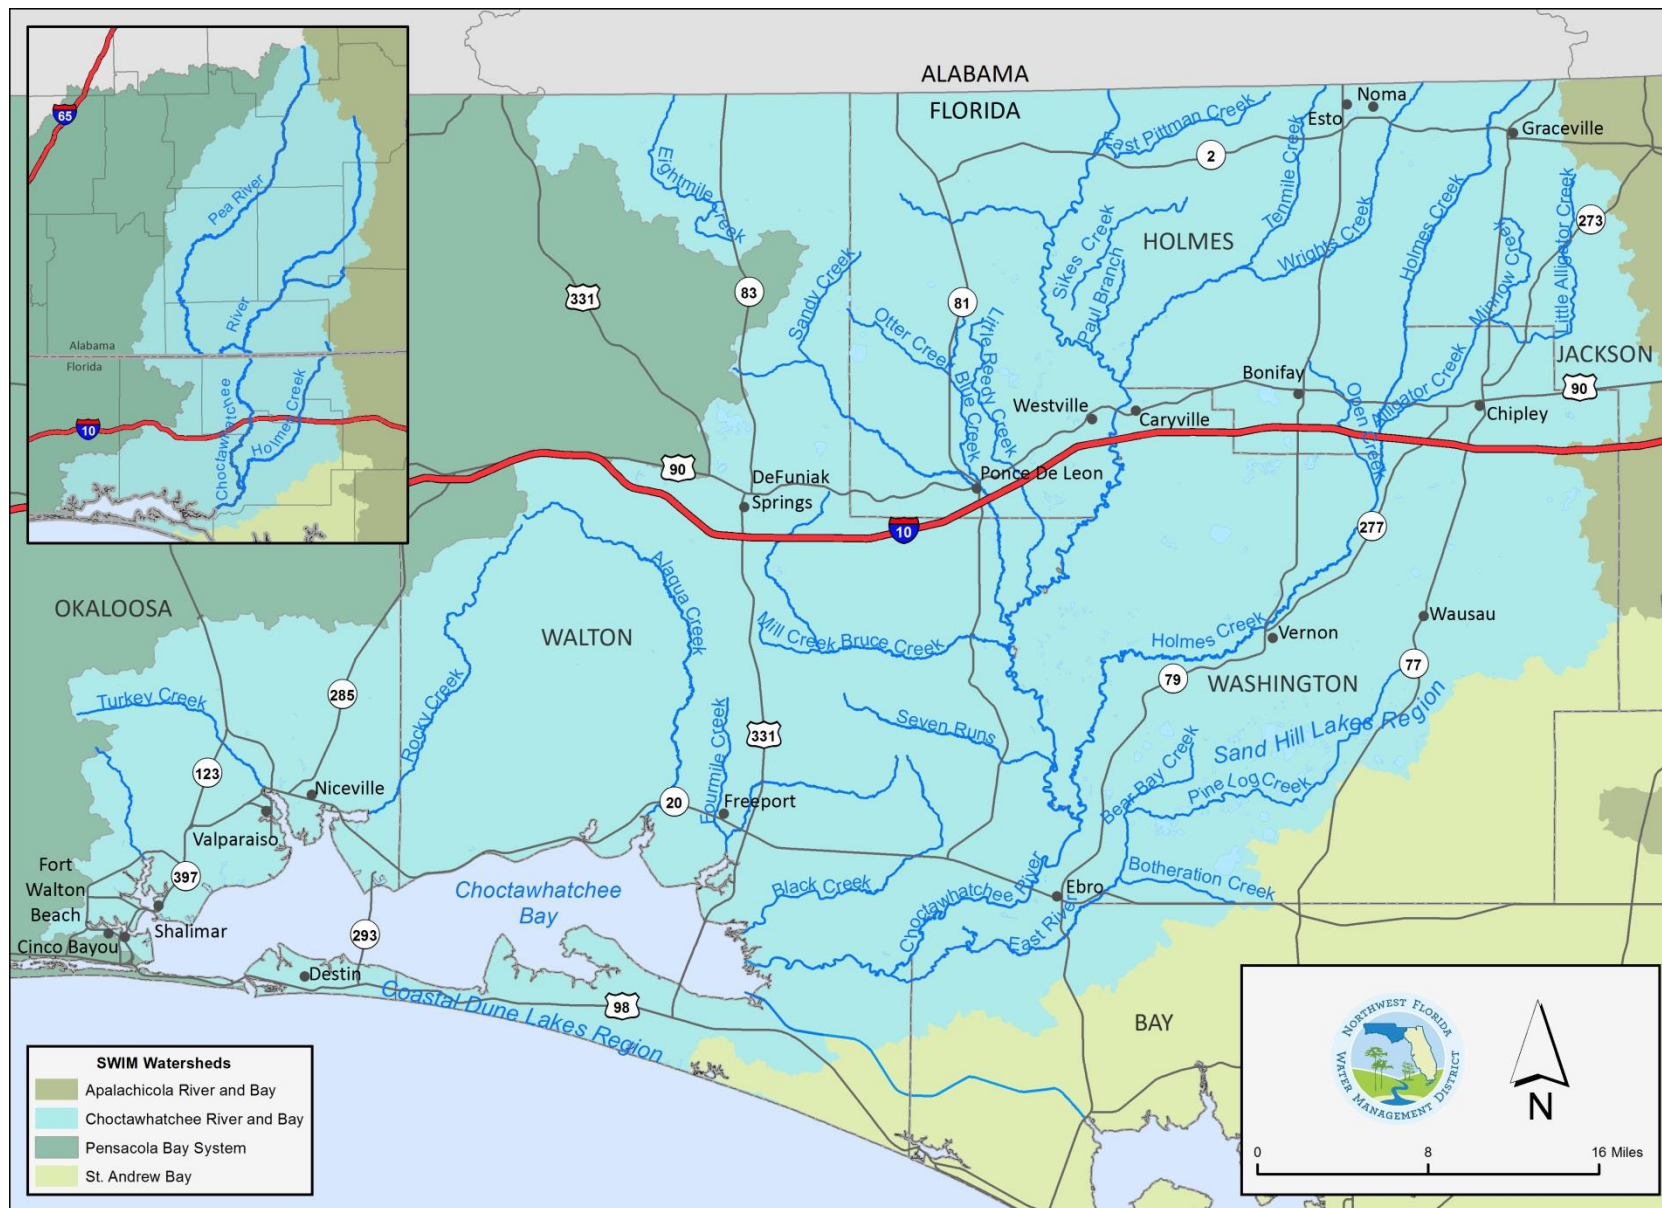 65
Pea River
River
Alabama
Florida
Choctawhatchee
Holmes Creek
10
ALABAMA
FLORIDA
Noma
Esto
Graceville
East Pittman Creek
2
Eightmile Creek
Tenmile Creek
Holmes Creek
Minnow Creek
Little Alligator Creek
273
HOLMES
Sikes Creek
Wrights Creek
Paul Branch
331
83
Sandy Creek
81
Otter Creek
Little Reedy Creek
Blue Creek
JACKSON
90
Bonifay
Open Creek
Alligator Creek
Westville
Caryville
Chipley
90
DeFuniak
Springs
Ponce De Leon
10
277
OKALOOSA
WALTON
Alaqua Creek
Mill Creek
Bruce Creek
Holmes Creek
Vernon
Wausau
79
77
WASHINGTON
Sand Hill Lakes Region
Turkey Creek
285
Rocky Creek
Seven Runs
Fourmile Creek
331
123
Niceville
Valparaiso
20
Freeport
Bear Bay Creek
Pine Log Creek
Fort
Walton
Beach
397
Choctawhatchee
Bay
Black Creek
Choctawhatchee River
Ebro
Botheration Creek
East River
Shalimar
Cinco Bayou
293
Destin
98
Coastal Dune Lakes Region
BAY
SWIM Watersheds
Apalachicola River and Bay
Choctawhatchee River and Bay
Pensacola Bay System
St. Andrew Bay
NORTHWEST FLORIDA
WATER MANAGEMENT DISTRICT
N
0 8 16 Miles